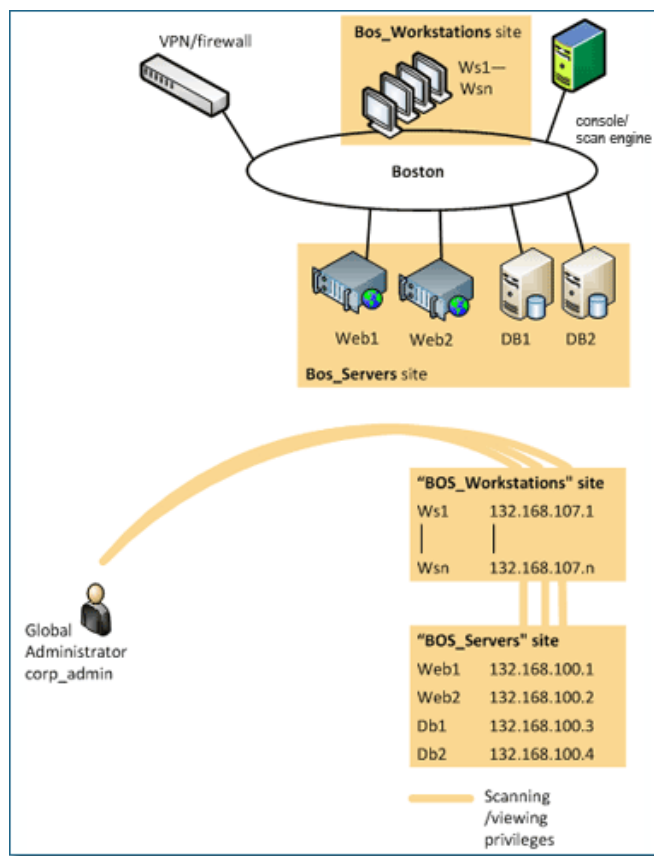 VPN/firewall
Bos_Workstations site
Ws1—
Wsn
console/
scan engine
Boston
Web1
Web2
DB1
DB2
Bos_Servers site
“BOS_Workstations" site
Ws1 132.168.107.1
Wsn 132.168.107.n
Global
Administrator
corp_admin
“BOS_Servers" site
Web1 132.168.100.1
Web2 132.168.100.2
Db1 132.168.100.3
Db2 132.168.100.4
Scanning
/viewing
privileges